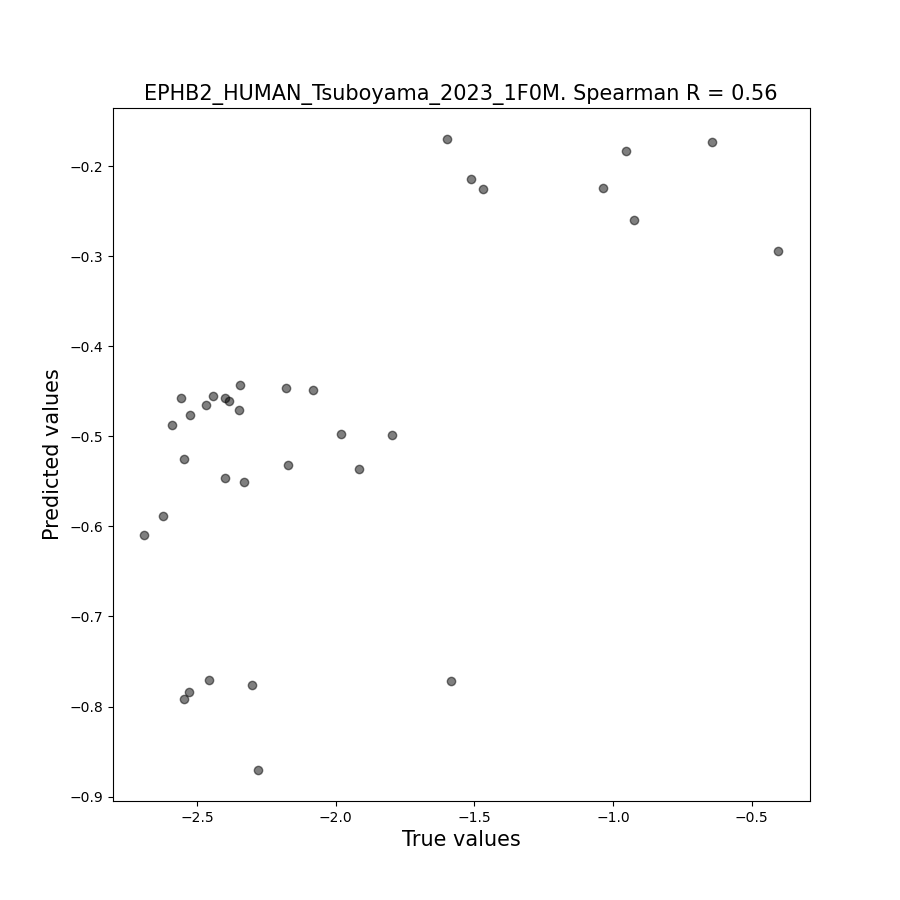 EPHB2_HUMAN_Tsuboyama_2023_1F0M. Spearman R = 0.56
Predicted values
−0.2
−0.3
−0.4
−0.5
−0.6
−0.7
−0.8
−0.9
−2.5 −2.0 −1.5 −1.0 −0.5
True values